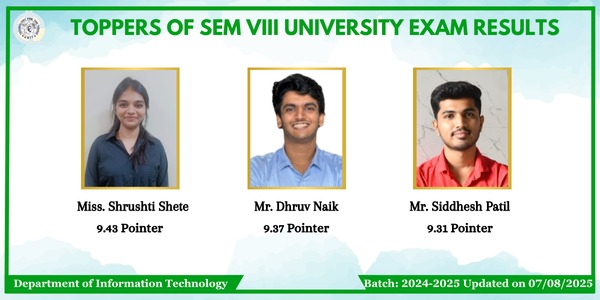 TOPPERS OF SEM VIII UNIVERSITY EXAM RESULTS
Miss. Shrushti Shete
9.43 Pointer
Mr. Dhruv Naik
9.37 Pointer
Mr. Siddhesh Patil
9.31 Pointer
Department of Information Technology
Batch: 2024-2025 Updated on 07/08/2025